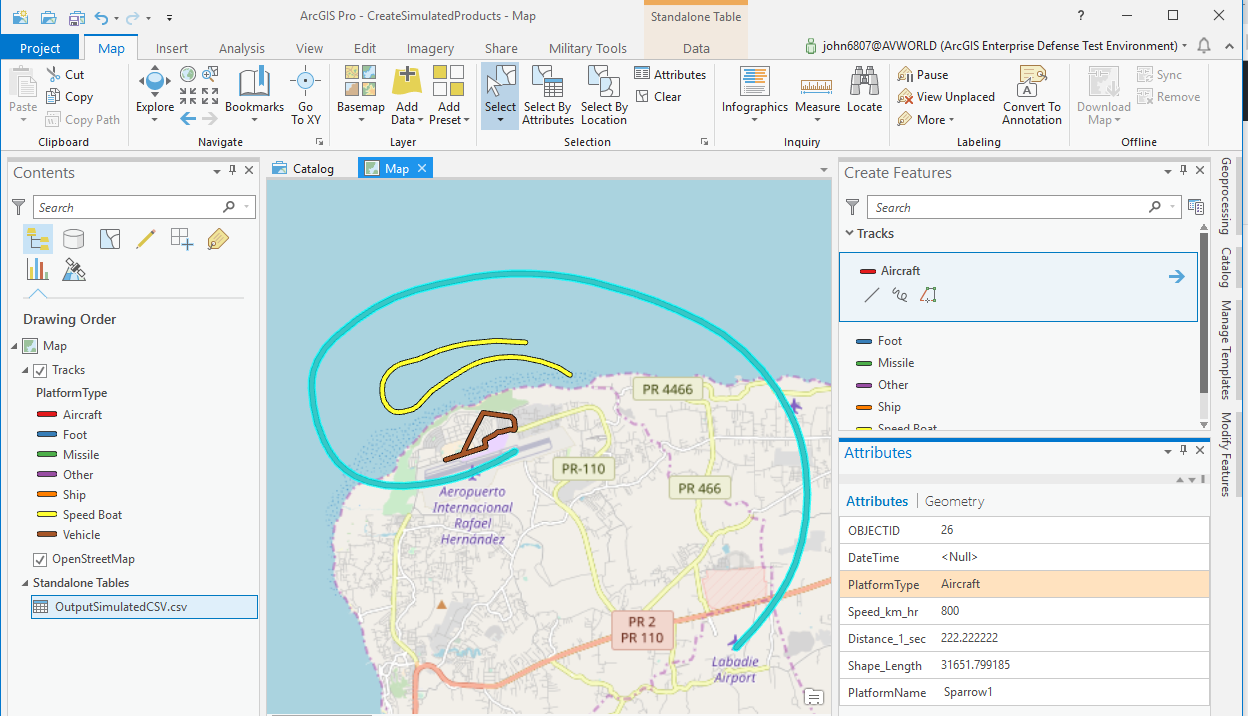 ArcGIS Pro - CreateSimulatedProducts - Map
Standalone Table
?
Project
Map
Insert
Analysis
View
Edit
Imagery
Share
Military Tools
Data
john6807@AVWORLD (ArcGIS Enterprise Defense Test Environment)
Paste
Cut
Copy
Copy Path
Clipboard
Explore
Bookmarks
Go
To XY
Navigate
Basemap
Add
Data
Add
Preset
Layer
Select
Select By
Attributes
Select By
Location
Attributes
Clear
Selection
Infographics
Measure
Locate
Inquiry
Pause
View Unplaced
More
Convert To
Annotation
Labeling
Download
Map
Sync
Remove
Offline
Contents
Search
Drawing Order
Map
Tracks
PlatformType
Aircraft
Foot
Missile
Other
Ship
Speed Boat
Vehicle
OpenStreetMap
Standalone Tables
OutputSimulatedCSV.csv
Catalog
Map
PR 4466
PR-110
PR 466
Aeropuerto
Internacional
Rafael
Hernández
PR 2
PR 110
Labadie
Airport
Create Features
Search
Tracks
Aircraft
Foot
Missile
Other
Ship
Speed Boat
Attributes
Attributes
Geometry
OBJECTID 26
DateTime <Null>
PlatformType Aircraft
Speed_km_hr 800
Distance_1_sec 222.222222
Shape_Length 31651.799185
PlatformName Sparrow1
Geoprocessing
Catalog
Manage Templates
Modify Features